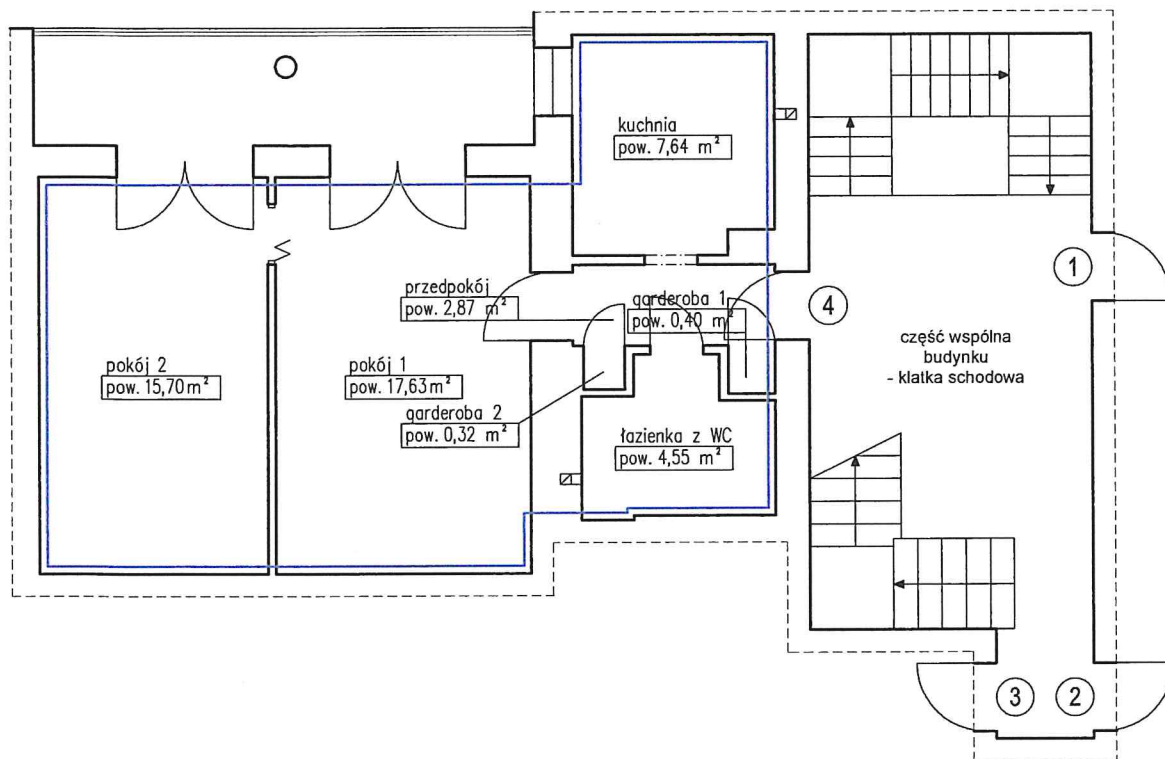 kuchnia
pow. 7,64 m²
1
przedpokój
pow. 2,87 m²
garderoba 1
pow. 0,40 m²
4
część wspólna
budynku
- klatka schodowa
pokój 2
pow. 15,70 m²
pokój 1
pow. 17,63 m²
garderoba 2
pow. 0,32 m²
łazienka z WC
pow. 4,55 m²
3
2